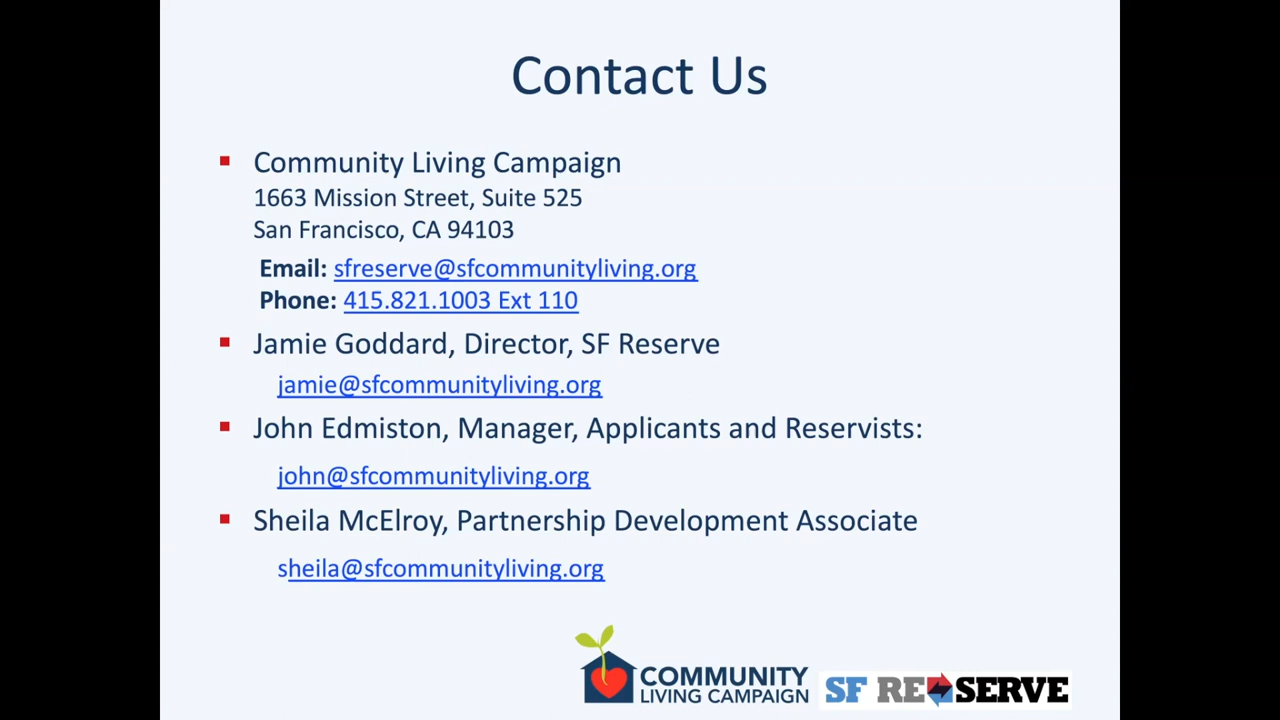 Contact Us
Community Living Campaign
1663 Mission Street, Suite 525
San Francisco, CA 94103
Email: sfreserve@sfcommunityliving.org
Phone: 415.821.1003 Ext 110
Jamie Goddard, Director, SF Reserve
jamie@sfcommunityliving.org
John Edmiston, Manager, Applicants and Reservists:
john@sfcommunityliving.org
Sheila McElroy, Partnership Development Associate
sheila@sfcommunityliving.org
COMMUNITY
LIVING CAMPAIGN
SF RE SERVE